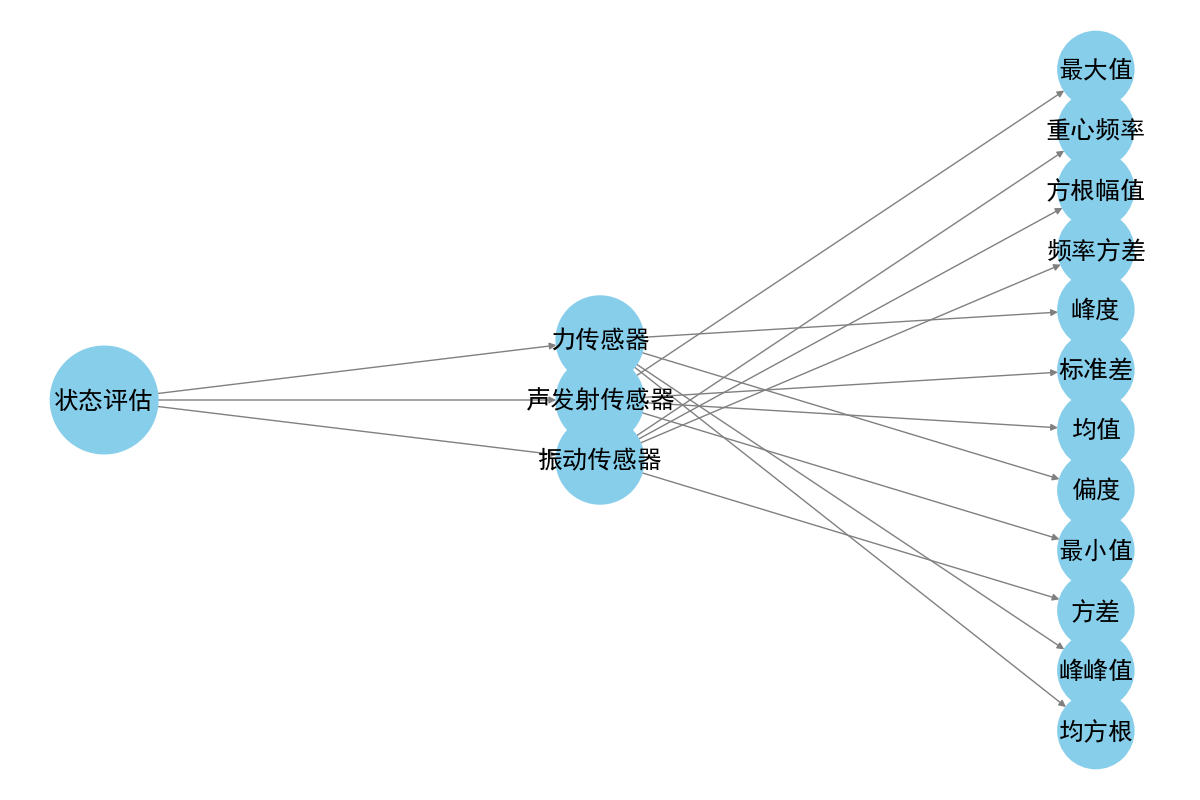 状态评估
力传感器
声发射传感器
振动传感器
最大值
重心频率
方根幅值
频率方差
峰度
标准差
均值
偏度
最小值
方差
峰峰值
均方根